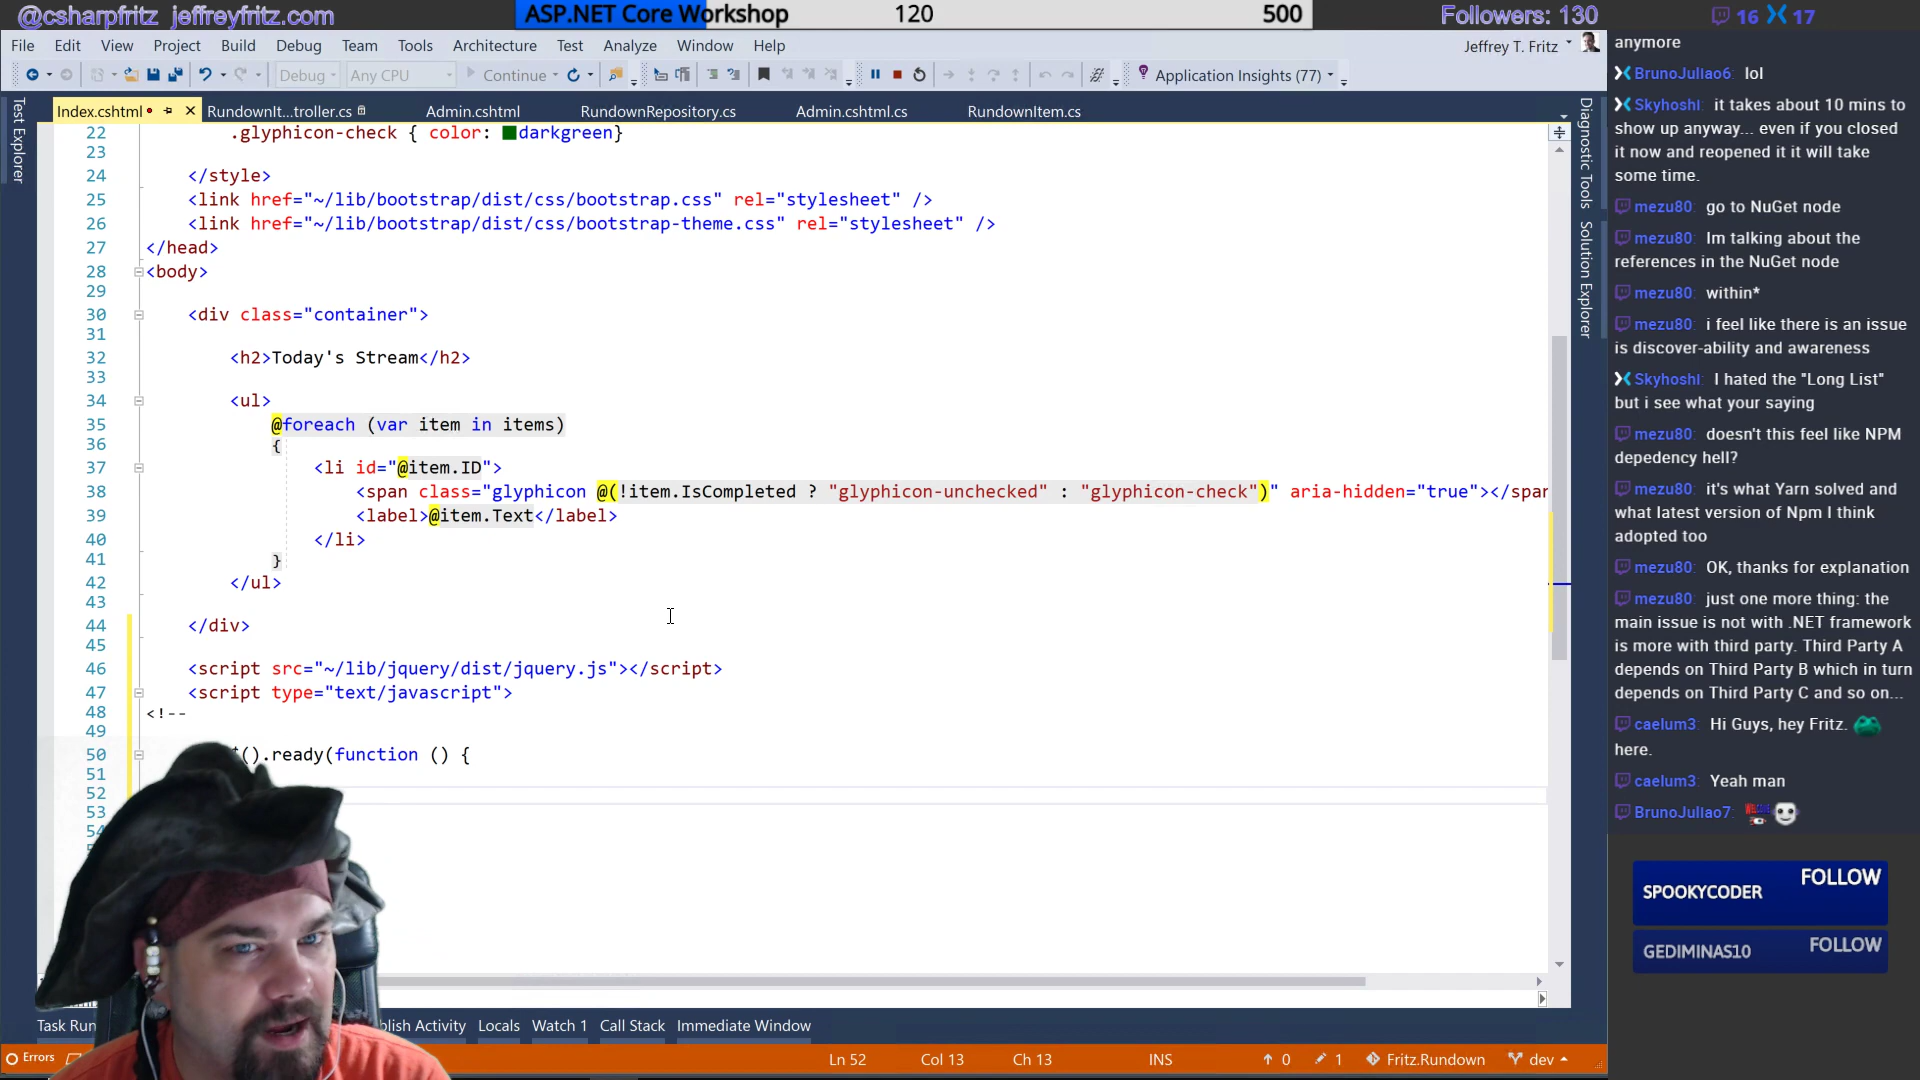 @csharpfritz jeffreyfritz.com
ASP.NET Core Workshop 120 500
Followers: 130
16 17
File Edit View Project Build Debug Team Tools Architecture Test Analyze Window Help
Jeffrey T. Fritz
Debug Any CPU Continue Application Insights (77)
Test Explorer
Index.cshtml RundownIt...troller.cs Admin.cshtml RundownRepository.cs Admin.cshtml.cs RundownItem.cs
22 .glyphicon-check { color: darkgreen}
23
24 </style>
25 <link href="~/lib/bootstrap/dist/css/bootstrap.css" rel="stylesheet" />
26 <link href="~/lib/bootstrap/dist/css/bootstrap-theme.css" rel="stylesheet" />
27 </head>
28 <body>
29
30 <div class="container">
31
32 <h2>Today's Stream</h2>
33
34 <ul>
35 @foreach (var item in items)
36 {
37 <li id="@item.ID">
38 <span class="glyphicon @(!item.IsCompleted ? "glyphicon-unchecked" : "glyphicon-check")" aria-hidden="true"></span
39 <label>@item.Text</label>
40 </li>
41 }
42 </ul>
43
44 </div>
45
46 <script src="~/lib/jquery/dist/jquery.js"></script>
47 <script type="text/javascript">
48 <!--
49
50 ().ready(function () {
51
52
53
Diagnostic Tools
Solution Explorer
Task Run
blish Activity Locals Watch 1 Call Stack Immediate Window
Errors
Ln 52 Col 13 Ch 13 INS 0 1 Fritz.Rundown dev
anymore
BrunoJuliao6: lol
Skyhoshi: it takes about 10 mins to
show up anyway... even if you closed
it now and reopened it it will take
some time.
mezu80: go to NuGet node
mezu80: Im talking about the
references in the NuGet node
mezu80: within*
mezu80: i feel like there is an issue
is discover-ability and awareness
Skyhoshi: I hated the "Long List"
but i see what your saying
mezu80: doesn't this feel like NPM
depedency hell?
mezu80: it's what Yarn solved and
what latest version of Npm I think
adopted too
mezu80: OK, thanks for explanation
mezu80: just one more thing: the
main issue is not with .NET framework
is more with third party. Third Party A
depends on Third Party B which in turn
depends on Third Party C and so on...
caelum3: Hi Guys, hey Fritz.
here.
caelum3: Yeah man
BrunoJuliao7:
SPOOKYCODER FOLLOW
GEDIMINAS10 FOLLOW